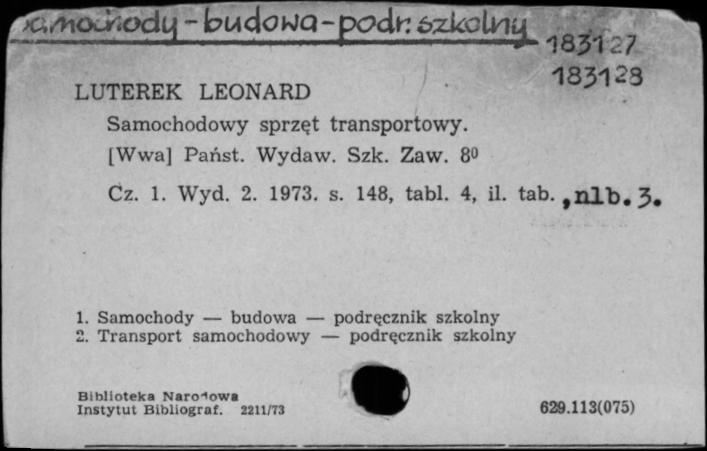 Samochody - budowa - podr. szkolny
183127
183128
LUTEREK LEONARD
Samochodowy sprzęt transportowy.
[Wwa] Państ. Wydaw. Szk. Zaw. 8⁰
Cz. 1. Wyd. 2. 1973. s. 148, tabl. 4, il. tab. , nlb. 3.
1. Samochody — budowa — podręcznik szkolny
2. Transport samochodowy — podręcznik szkolny
Biblioteka Narodowa
Instytut Bibliograf. 2211/73
629.113(075)